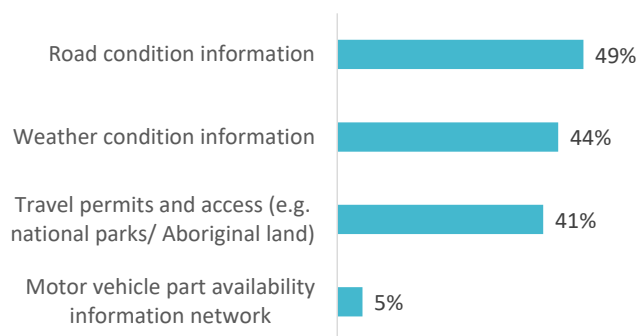 Road condition information
49%
Weather condition information
44%
Travel permits and access (e.g.
national parks/ Aboriginal land)
41%
Motor vehicle part availability
information network
5%